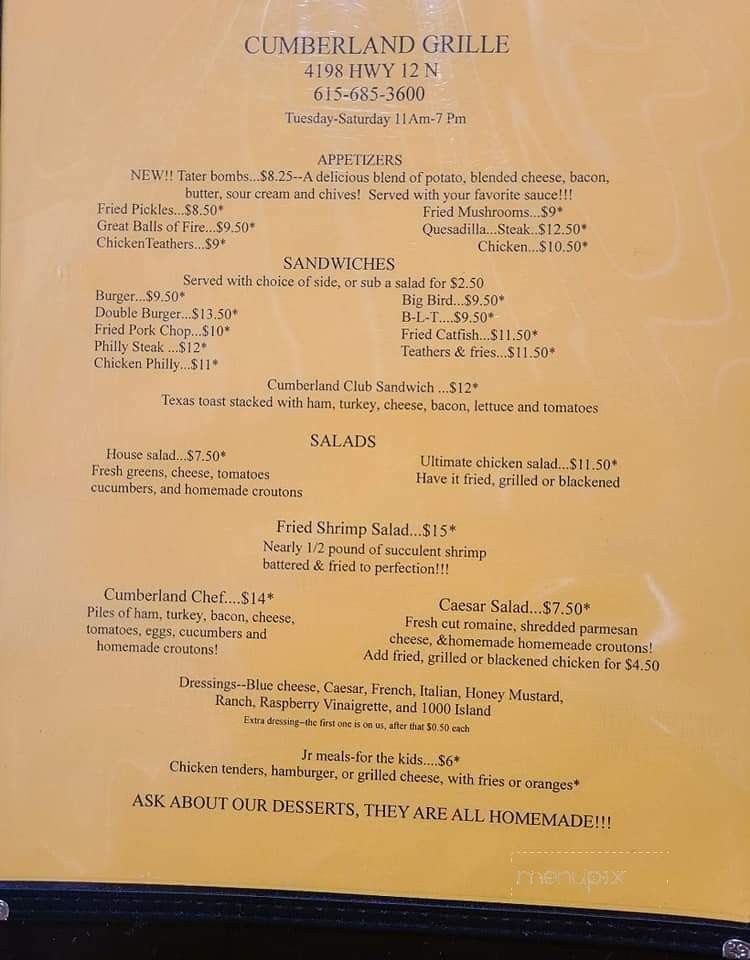 CUMBERLAND GRILLE
4198 HWY 12 N
615-685-3600
Tuesday-Saturday 11Am-7 Pm
APPETIZERS
NEW!! Tater bombs...$8.25--A delicious blend of potato, blended cheese, bacon,
butter, sour cream and chives! Served with your favorite sauce!!!
Fried Pickles...$8.50*
Great Balls of Fire...$9.50*
ChickenTeathers...$9*
Fried Mushrooms...$9*
Quesadilla...Steak..$12.50*
Chicken...$10.50*
SANDWICHES
Served with choice of side, or sub a salad for $2.50
Burger...$9.50*
Double Burger...$13.50*
Fried Pork Chop...$10*
Philly Steak ...$12*
Chicken Philly...$11*
Big Bird...$9.50*
B-L-T....$9.50*
Fried Catfish...$11.50*
Teathers & fries...$11.50*
Cumberland Club Sandwich ...$12*
Texas toast stacked with ham, turkey, cheese, bacon, lettuce and tomatoes
SALADS
House salad...$7.50*
Fresh greens, cheese, tomatoes
cucumbers, and homemade croutons
Ultimate chicken salad...$11.50*
Have it fried, grilled or blackened
Fried Shrimp Salad...$15*
Nearly 1/2 pound of succulent shrimp
battered & fried to perfection!!!
Cumberland Chef....$14*
Piles of ham, turkey, bacon, cheese,
tomatoes, eggs, cucumbers and
homemade croutons!
Caesar Salad...$7.50*
Fresh cut romaine, shredded parmesan
cheese, &homemade homemeade croutons!
Add fried, grilled or blackened chicken for $4.50
Dressings--Blue cheese, Caesar, French, Italian, Honey Mustard,
Ranch, Raspberry Vinaigrette, and 1000 Island
Extra dressing--the first one is on us, after that $0.50 each
Jr meals-for the kids....$6*
Chicken tenders, hamburger, or grilled cheese, with fries or oranges*
ASK ABOUT OUR DESSERTS, THEY ARE ALL HOMEMADE!!!
menupix